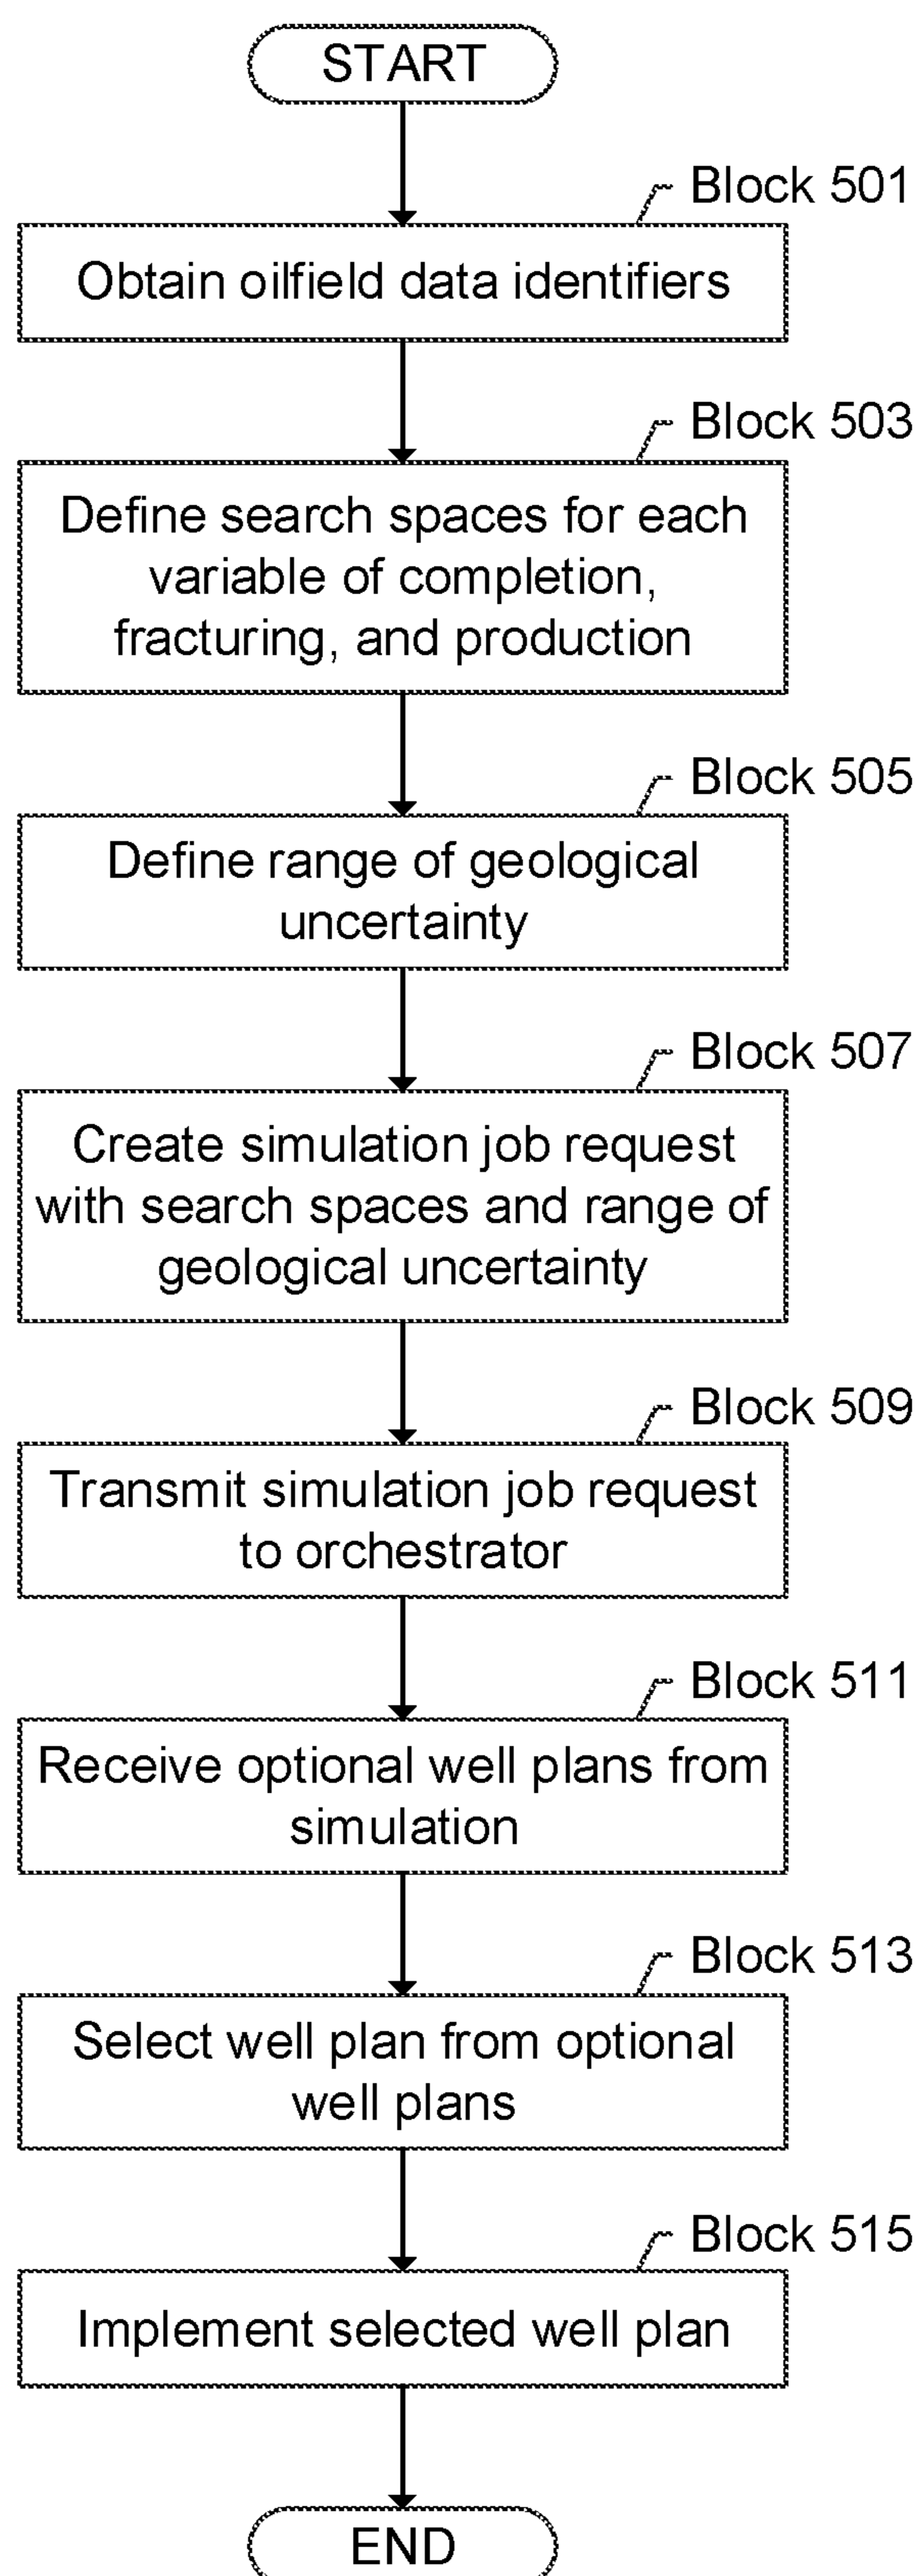 START
Block 501
Obtain oilfield data identifiers
Block 503
Define search spaces for each
variable of completion,
fracturing, and production
Block 505
Define range of geological
uncertainty
Block 507
Create simulation job request
with search spaces and range of
geological uncertainty
Block 509
Transmit simulation job request
to orchestrator
Block 511
Receive optional well plans from
simulation
Block 513
Select well plan from optional
well plans
Block 515
Implement selected well plan
END